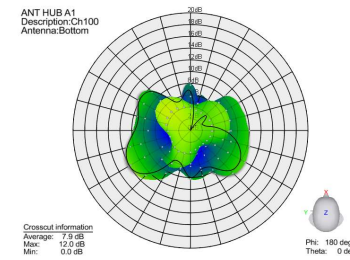 ANT HUB A1
Description:Ch100
Antenna:Bottom
20dB
18dB
16dB
14dB
12dB
10dB
8dB
Crosscut information
Average: 7.9 dB
Max: 12.0 dB
Min: 0.0 dB
X
Y
Z
Phi: 180 deg
Theta: 0 de